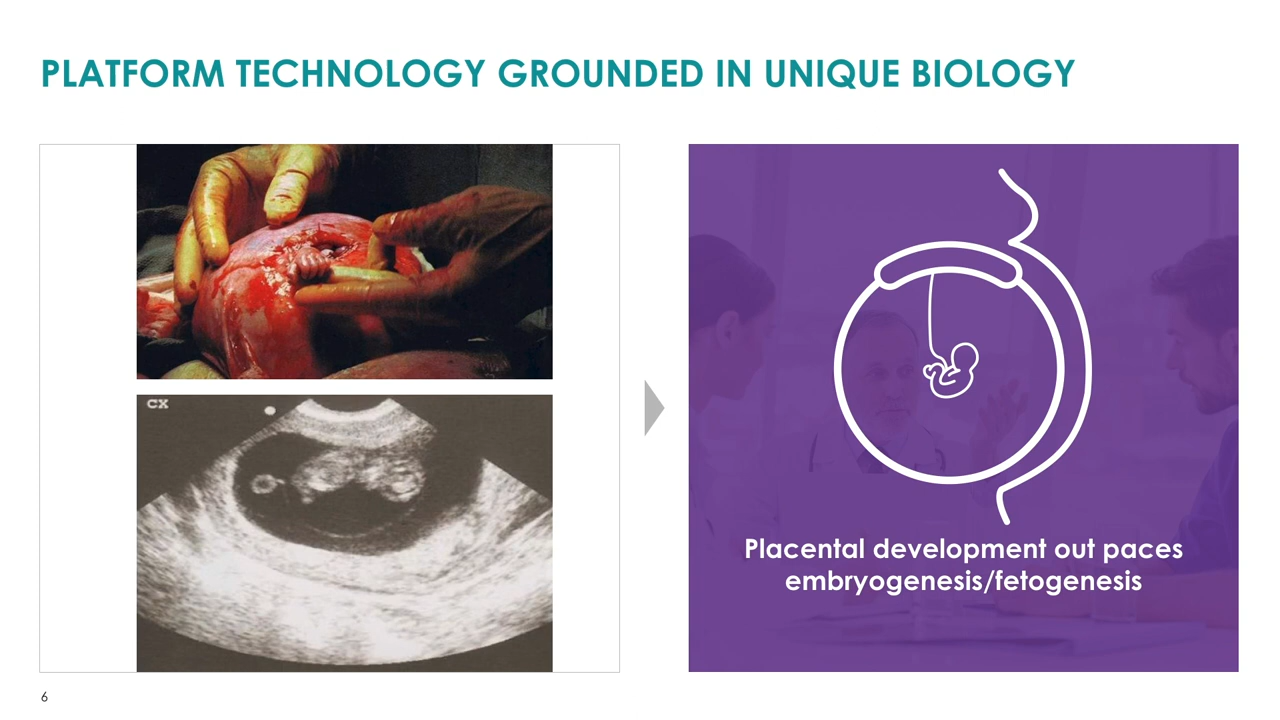 PLATFORM TECHNOLOGY GROUNDED IN UNIQUE BIOLOGY
CX
Placental development out paces
embryogenesis/fetogenesis
6